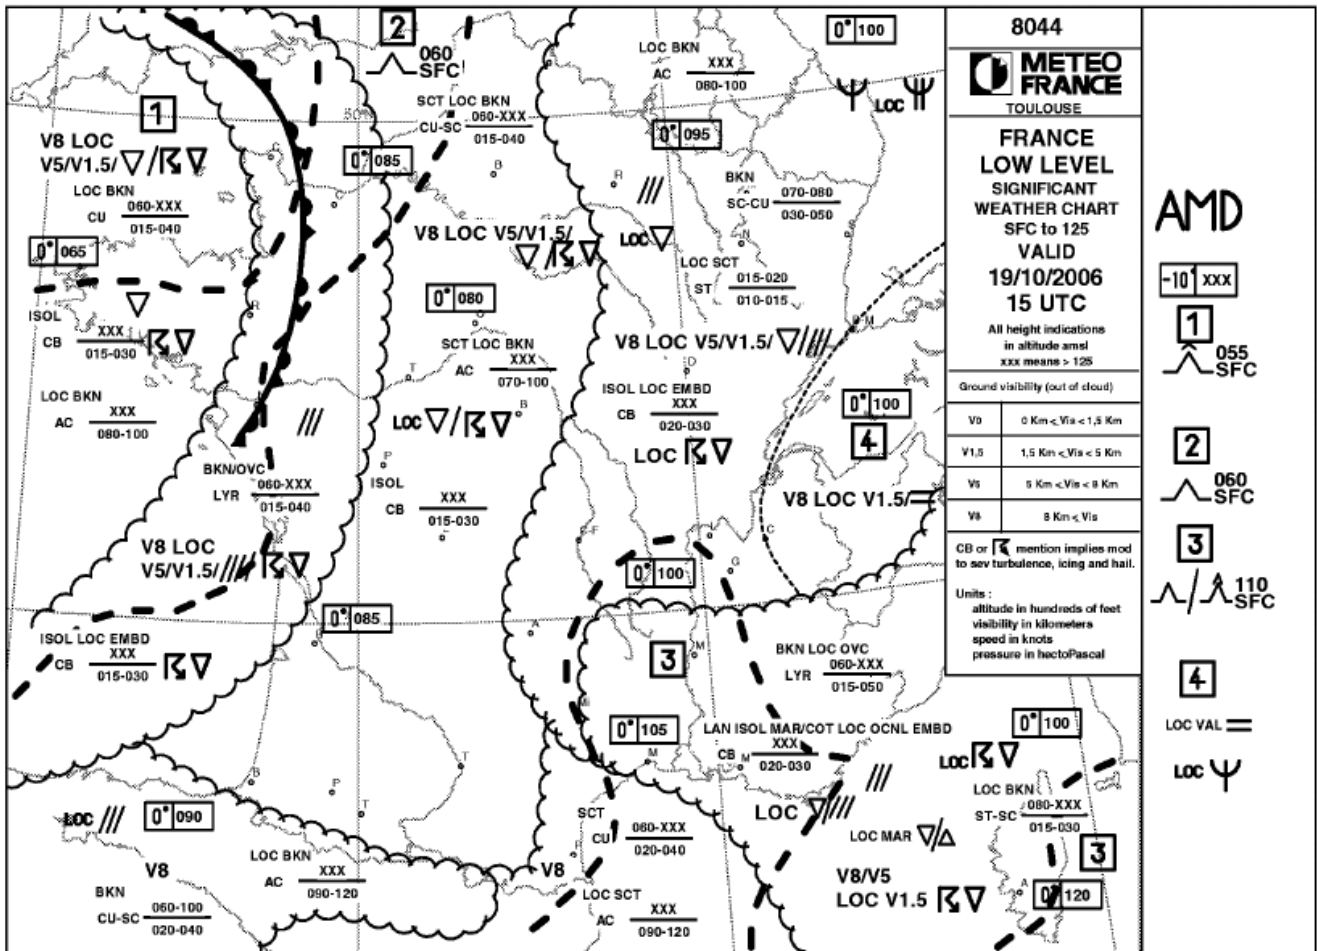 8044
METEO
FRANCE
TOULOUSE
FRANCE
LOW LEVEL
SIGNIFICANT
WEATHER CHART
SFC to 125
VALID
19/10/2006
15 UTC
All height indications
in altitude amsl
xxx means > 125
Ground visibility (out of cloud)
V0 0 Km ≤ Vis < 1,5 Km
V1,5 1,5 Km ≤ Vis < 5 Km
V5 5 Km ≤ Vis < 8 Km
V8 8 Km ≤ Vis
CB or mention implies mod
to sev turbulence, icing and hail.
Units :
altitude in hundreds of feet
visibility in kilometers
speed in knots
pressure in hectoPascal
AMD
-10° xxx
1
055
SFC
2
060
SFC
3
110
SFC
4
LOC VAL
LOC
2
060
SFC
0° 100
LOC BKN
AC XXX
080-100
LOC
1
V8 LOC
V5/V1.5/
LOC BKN
CU 060-XXX
015-040
50°N
SCT LOC BKN
CU-SC 060-XXX
015-040
0° 085
0° 095
BKN
SC-CU 070-080
030-050
0° 065
V8 LOC V5/V1.5/
LOC
LOC SCT
ST 015-020
010-015
0° 080
ISOL
CB XXX
015-030
SCT LOC BKN
AC XXX
070-100
V8 LOC V5/V1.5/
LOC BKN
AC XXX
080-100
LOC
ISOL LOC EMBD
CB XXX
020-030
LOC
0° 100
4
BKN/OVC
LYR 060-XXX
015-040
ISOL
CB XXX
015-030
V8 LOC V1.5/
V8 LOC
V5/V1.5/
0° 100
0° 085
ISOL LOC EMBD
CB XXX
015-030
3
BKN LOC OVC
LYR 060-XXX
015-050
0° 105
LAN ISOL MAR/COT LOC OCNL EMBD
CB XXX
020-030
0° 100
LOC
LOC
0° 090
LOC
SCT
CU 060-XXX
020-040
LOC MAR
LOC BKN
ST-SC 080-XXX
015-030
3
V8
LOC BKN
AC XXX
090-120
V8
V8/V5
LOC V1.5
0° 120
BKN
CU-SC 060-100
020-040
LOC SCT
AC XXX
090-120